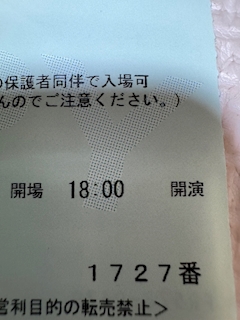 の保護者同伴で入場可
んのでご注意ください。)
開場 18:00 開演
1727番
営利目的の転売禁止＞